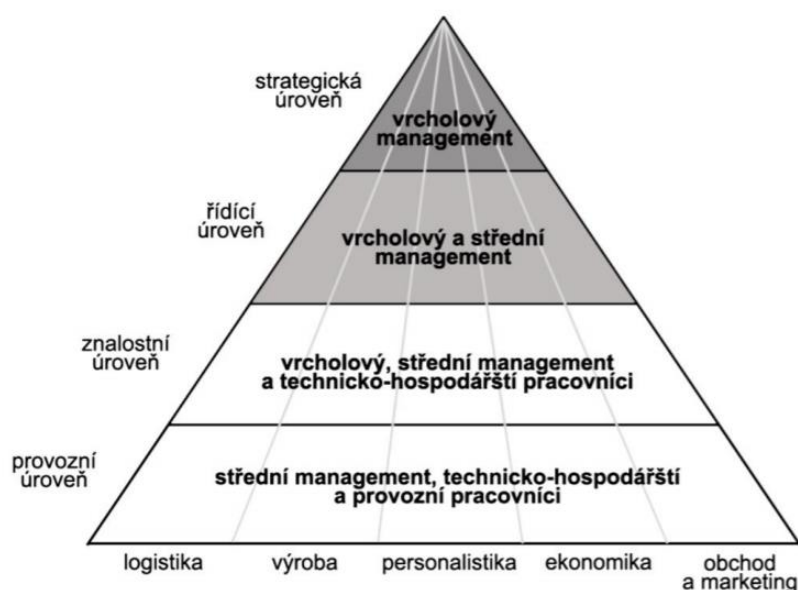 strategická
úroveň
vrcholový
management
řídící
úroveň
vrcholový a střední
management
znalostní
úroveň
vrcholový, střední management
a technicko-hospodářští pracovníci
provozní
úroveň
střední management, technicko-hospodářští
a provozní pracovníci
logistika
výroba
personalistika
ekonomika
obchod
a marketing